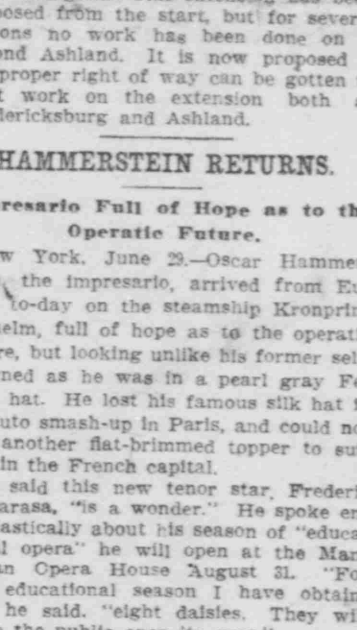 posed from the start, but for sever
ons no work has been done on
ond Ashland. It is now proposed
proper right of way can be gotten
t work on the extension both
dericksburg and Ashland.
HAMMERSTEIN RETURNS.
resario Full of Hope as to th
Operatic Future.
w York, June 29.—Oscar Hammer
the impresario, arrived from Eu
to-day on the steamship Kronprin
helm, full of hope as to the operati
re, but looking unlike his former sel
ned as he was in a pearl gray Fe
hat. He lost his famous silk hat i
uto smash-up in Paris, and could no
another flat-brimmed topper to su
in the French capital.
said this new tenor star, Frederi
arasa, "is a wonder." He spoke en
astically about his season of "educa
l opera" he will open at the Man
an Opera House August 31. "Fo
educational season I have obtain
he said. "eight daisies. They wi